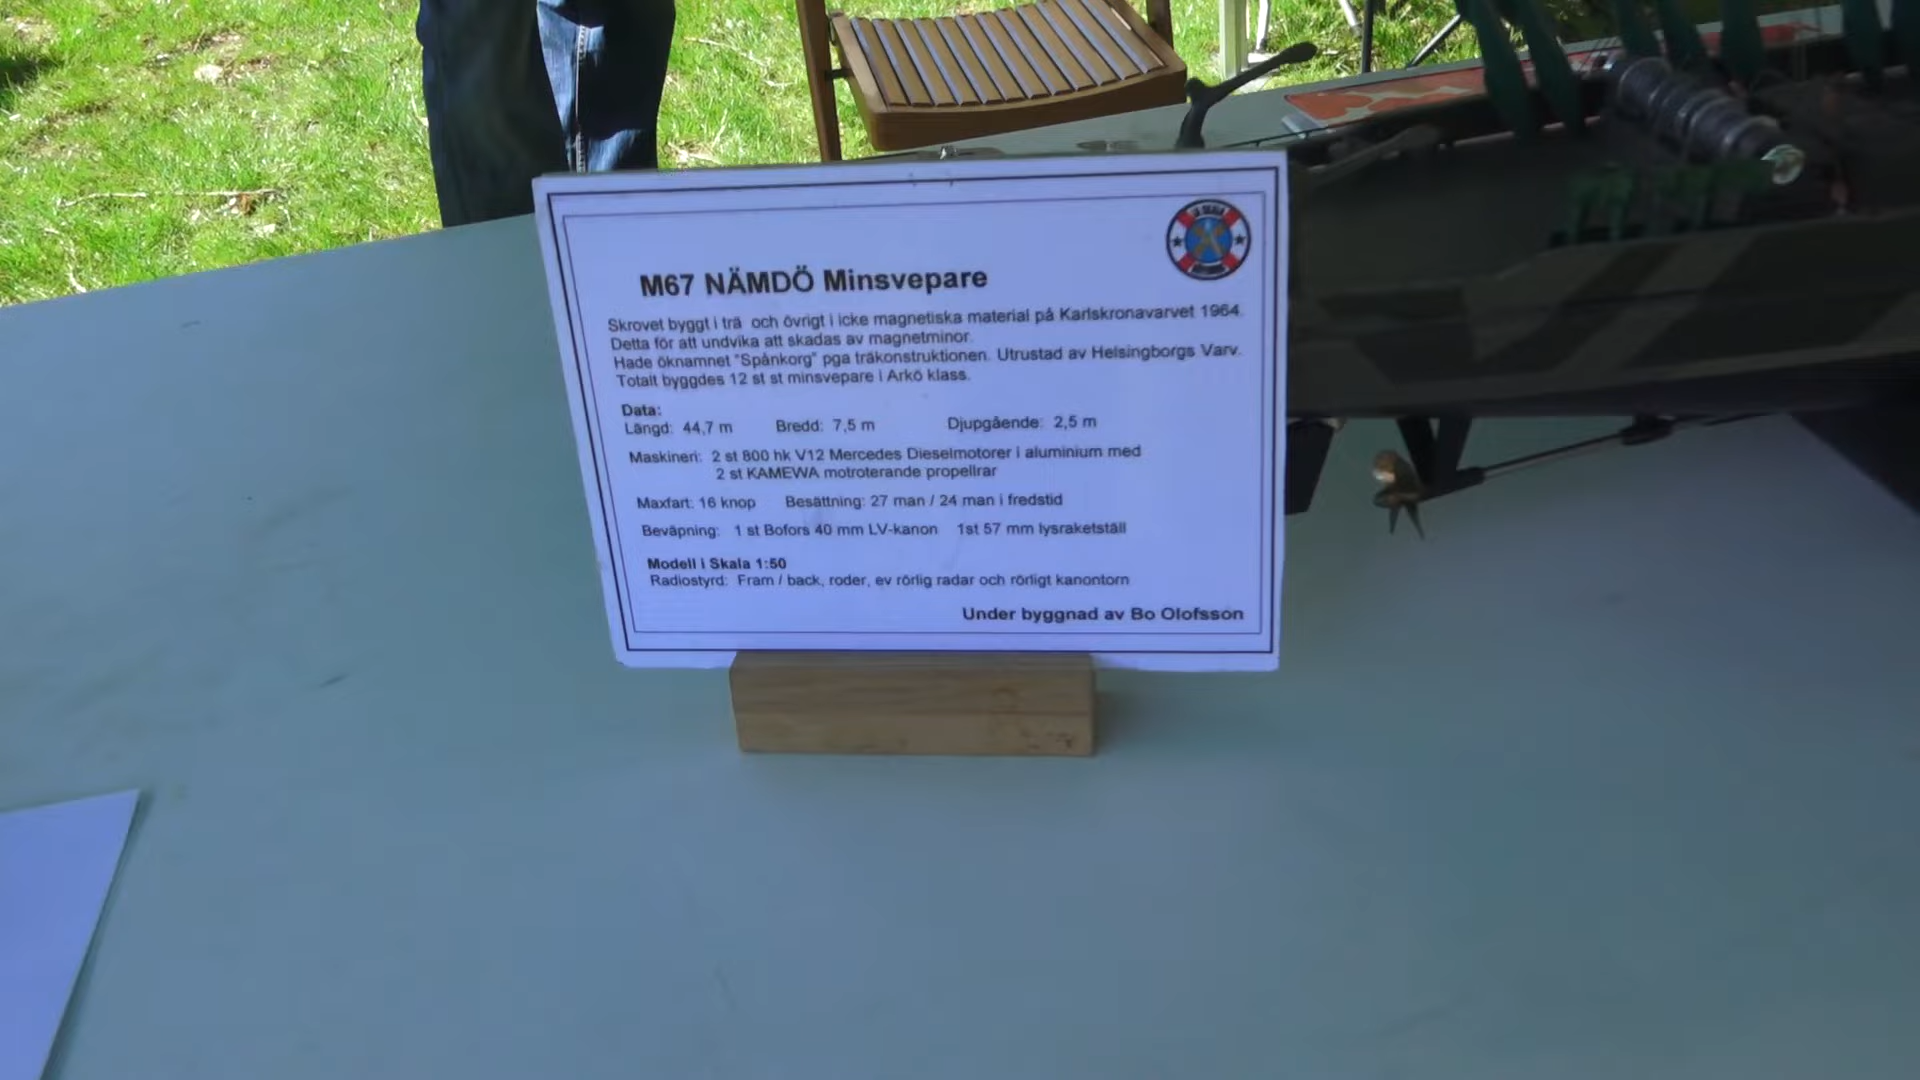 M67 NÄMDÖ Minsvepare
Skrovet byggt i trä och övrigt i icke magnetiska material på Karlskronavarvet 1964.
Detta för att undvika att skadas av magnetminor.
Hade öknamnet "Spånkorg" pga träkonstruktionen. Utrustad av Helsingborgs Varv.
Totalt byggdes 12 st st minsvepare i Arkö klass.
Data:
Längd: 44,7 m Bredd: 7,5 m Djupgående: 2,5 m
Maskineri: 2 st 800 hk V12 Mercedes Dieselmotorer i aluminium med
2 st KAMEWA motroterande propellrar
Maxfart: 16 knop Besättning: 27 man / 24 man i fredstid
Beväpning: 1 st Bofors 40 mm LV-kanon 1st 57 mm lysraketställ
Modell i Skala 1:50
Radiostyrd: Fram / back, roder, ev rörlig radar och rörligt kanontorn
Under byggnad av Bo Olofsson